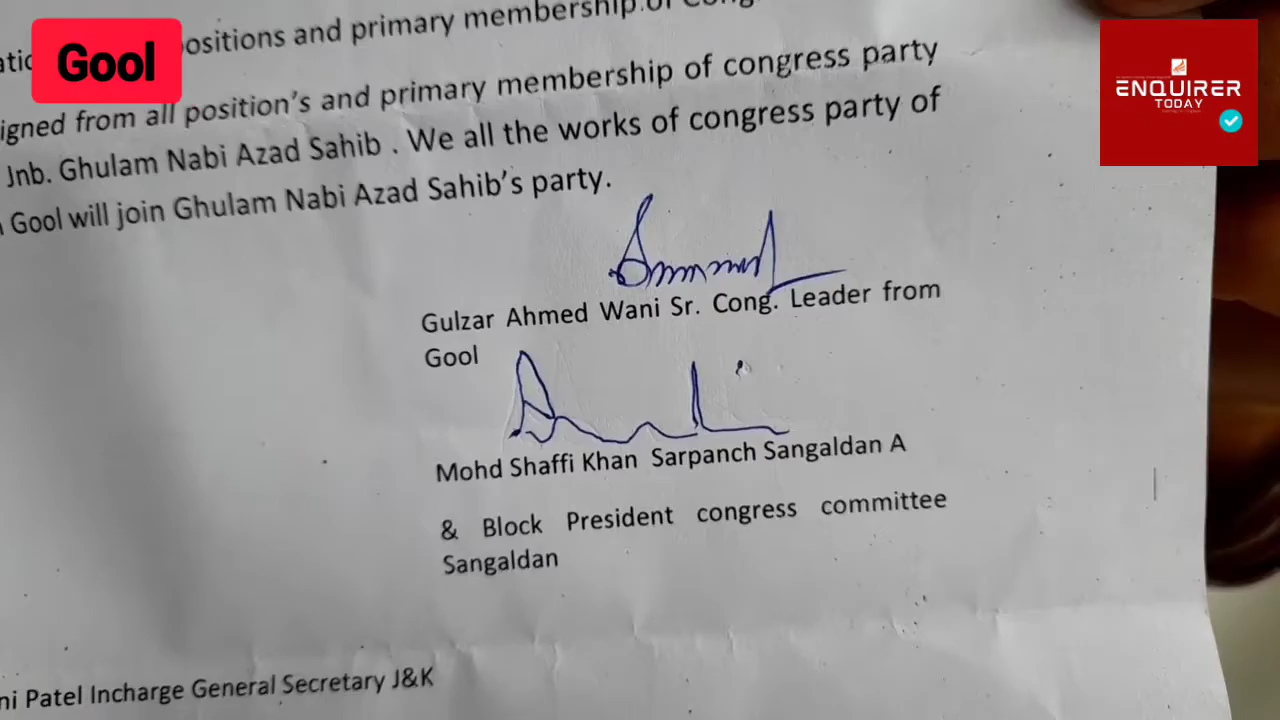 Gool
positions and primary membership of
ENQUIRER
TODAY
from all position's and primary membership of congress party
Jnb. Ghulam Nabi Azad Sahib . We all the works of congress party of
Gool will join Ghulam Nabi Azad Sahib's party.
Gulzar Ahmed Wani Sr. Cong. Leader from
Gool
Mohd Shaffi Khan Sarpanch Sangaldan A
& Block President congress committee
Sangaldan
Patel Incharge General Secretary J&K